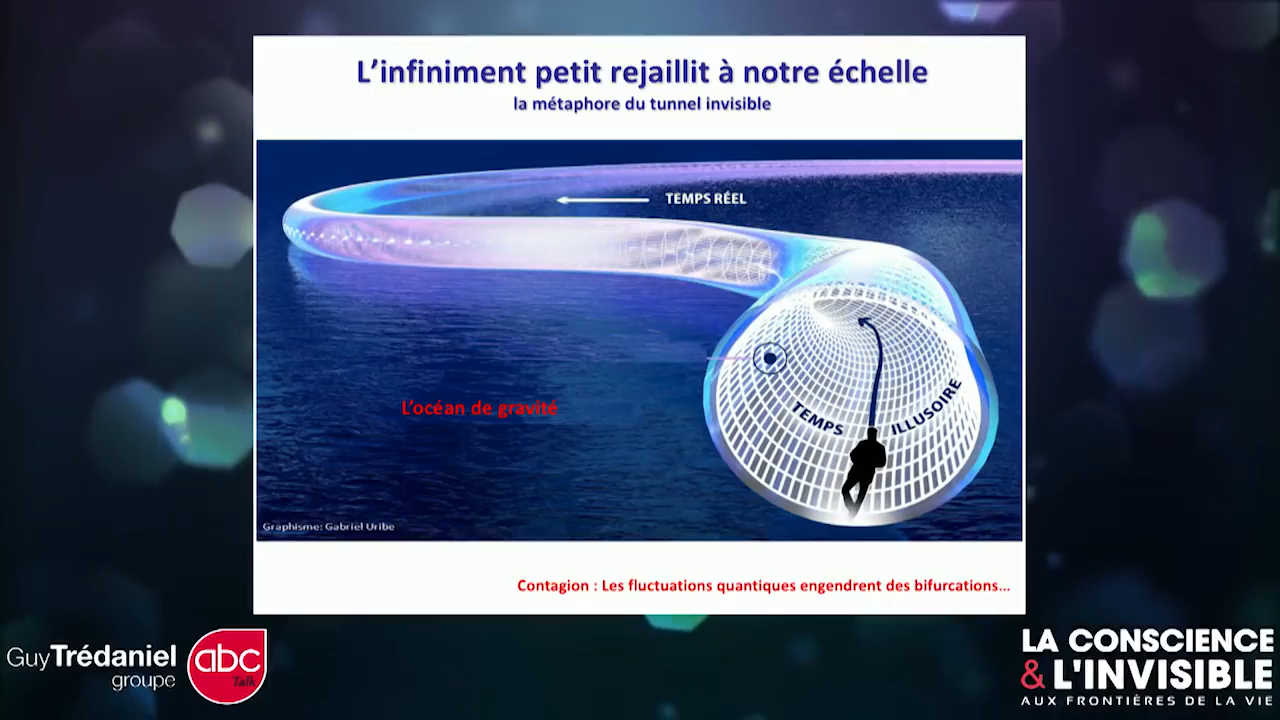 L'infiniment petit rejaillit à notre échelle
la métaphore du tunnel invisible
TEMPS RÉEL
TEMPS ILLUSOIRE
L'océan de gravité
Graphisme: Gabriel Uribe
Contagion : Les fluctuations quantiques engendrent des bifurcations...
GuyTrédaniel
groupe
abc
Talk
LA CONSCIENCE
& L'INVISIBLE
AUX FRONTIÈRES DE LA VIE